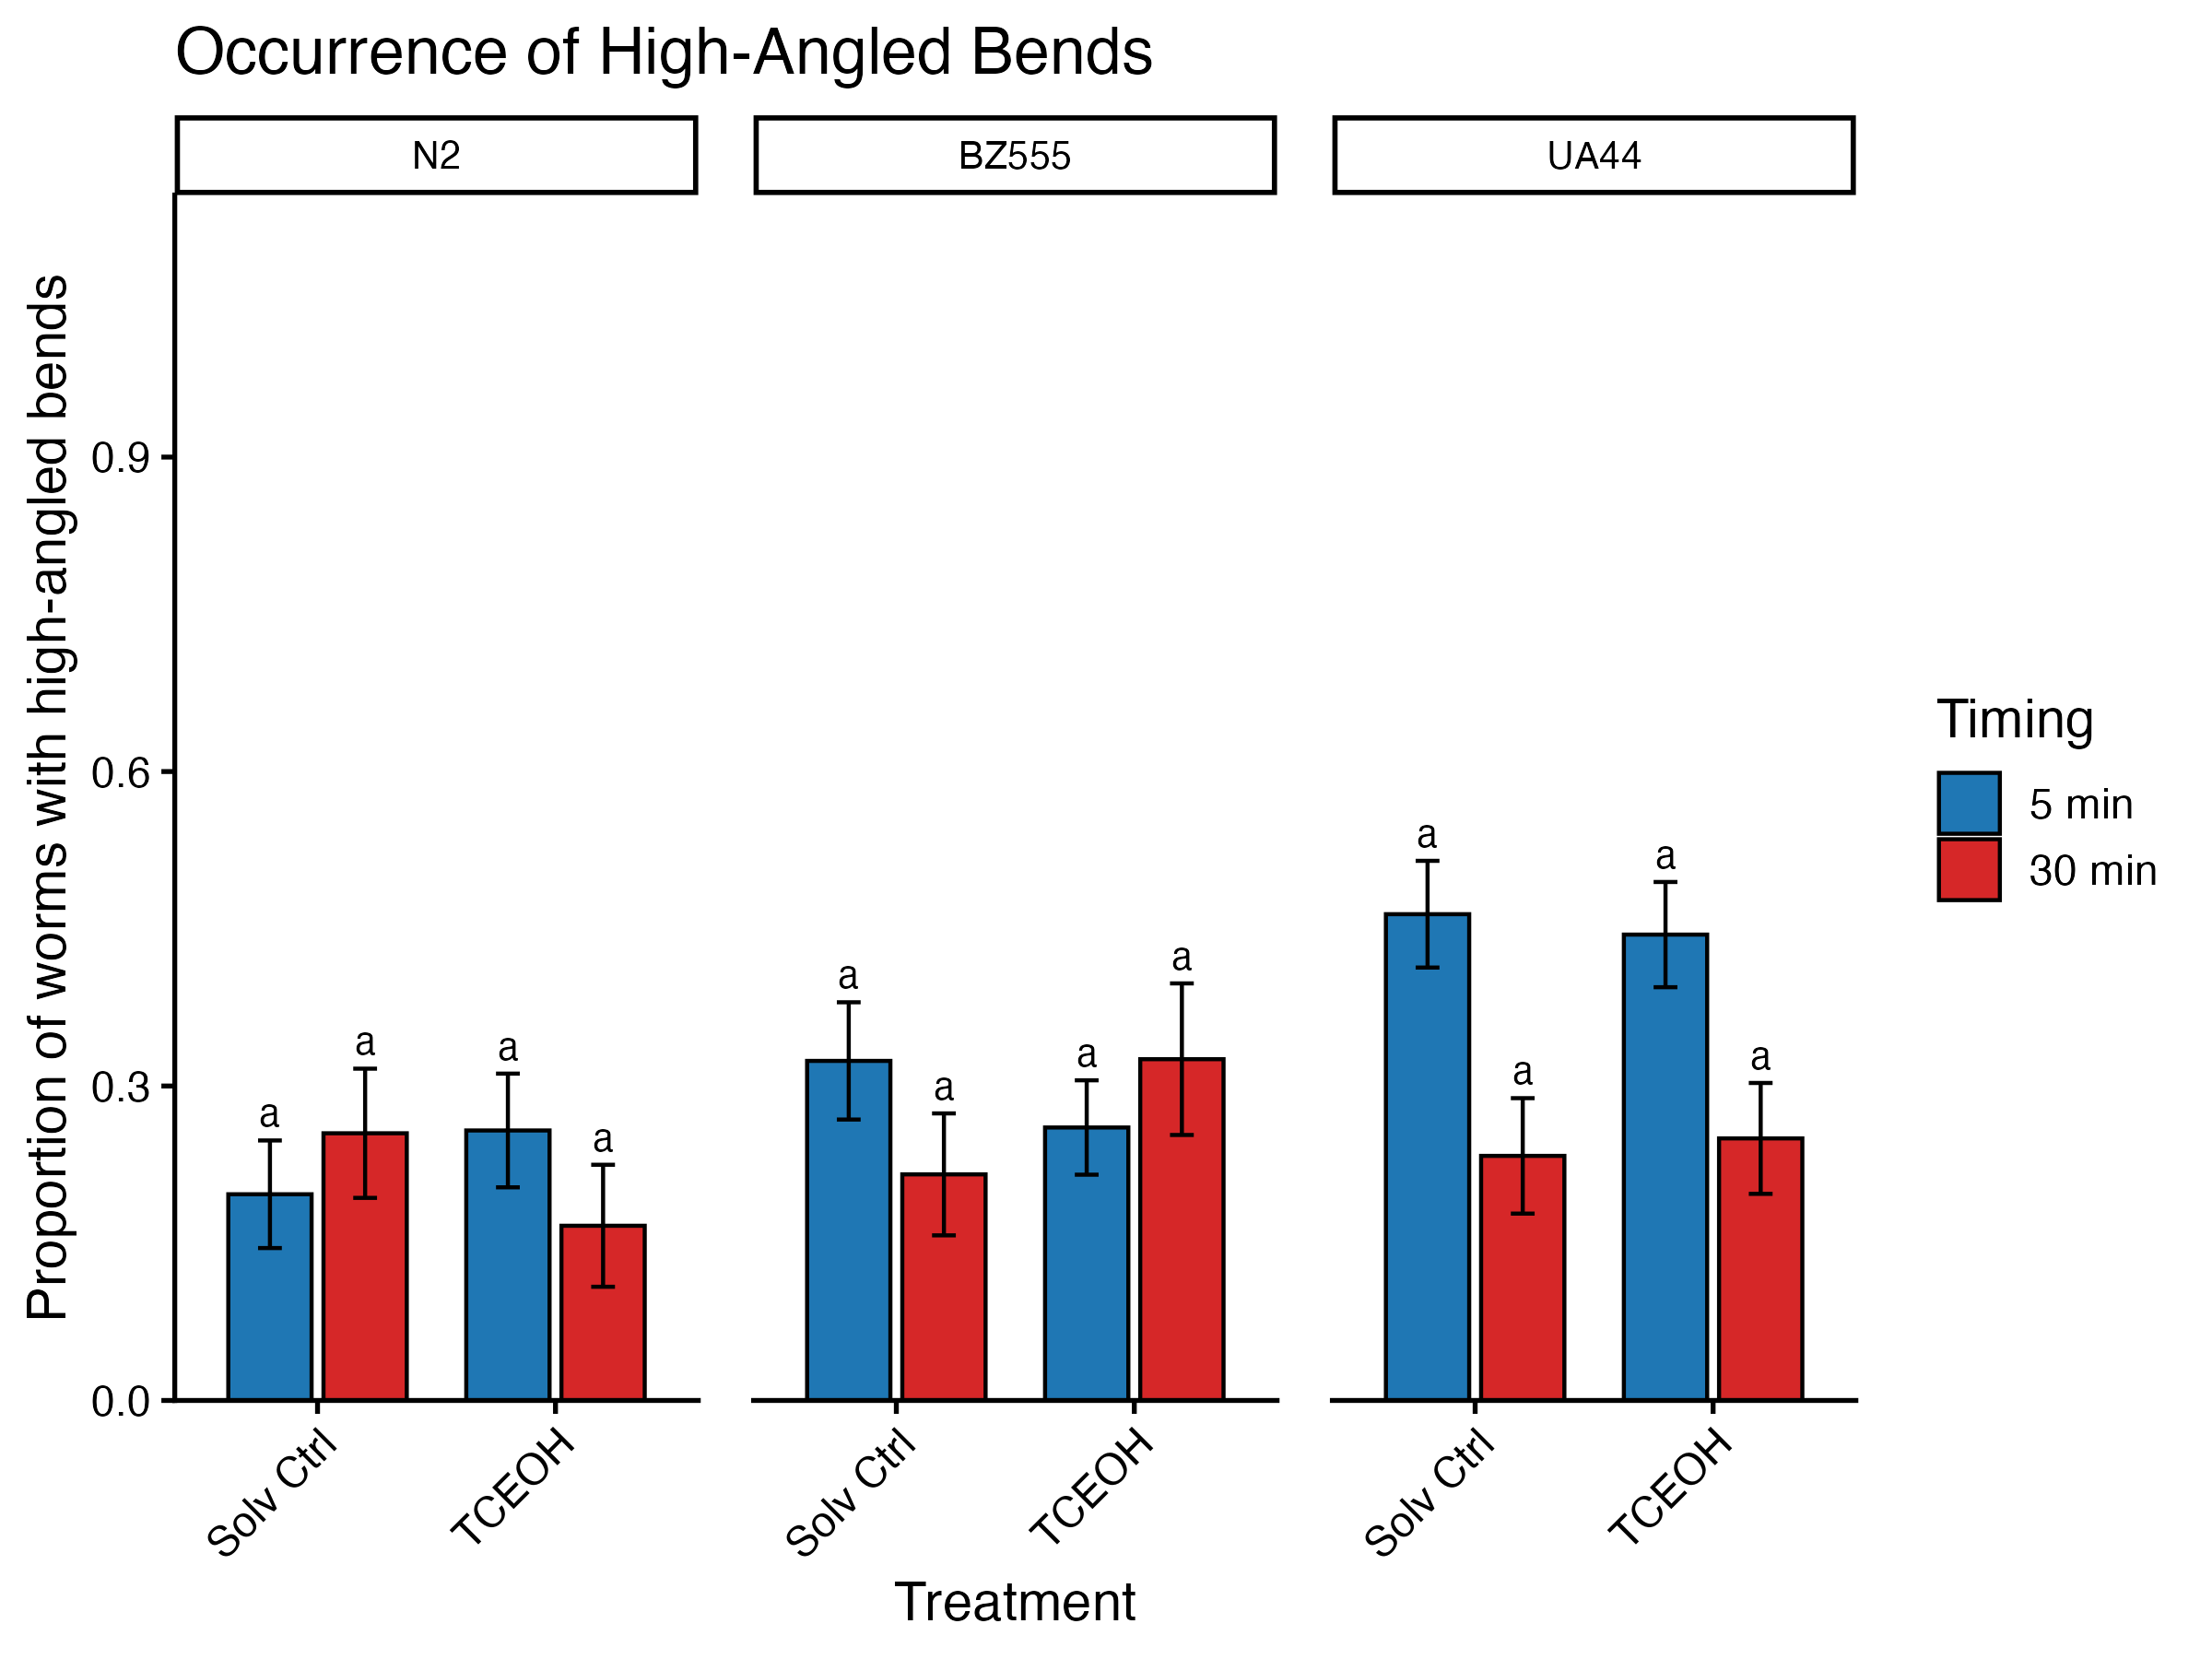 Occurrence of High-Angled Bends
N2
BZ555
UA44
Proportion of worms with high-angled bends
0.9
0.6
0.3
0.0
a
a
a
a
a
a
a
a
a
a
a
a
Solv Ctrl
TCEOH
Solv Ctrl
TCEOH
Solv Ctrl
TCEOH
Treatment
Timing
5 min
30 min